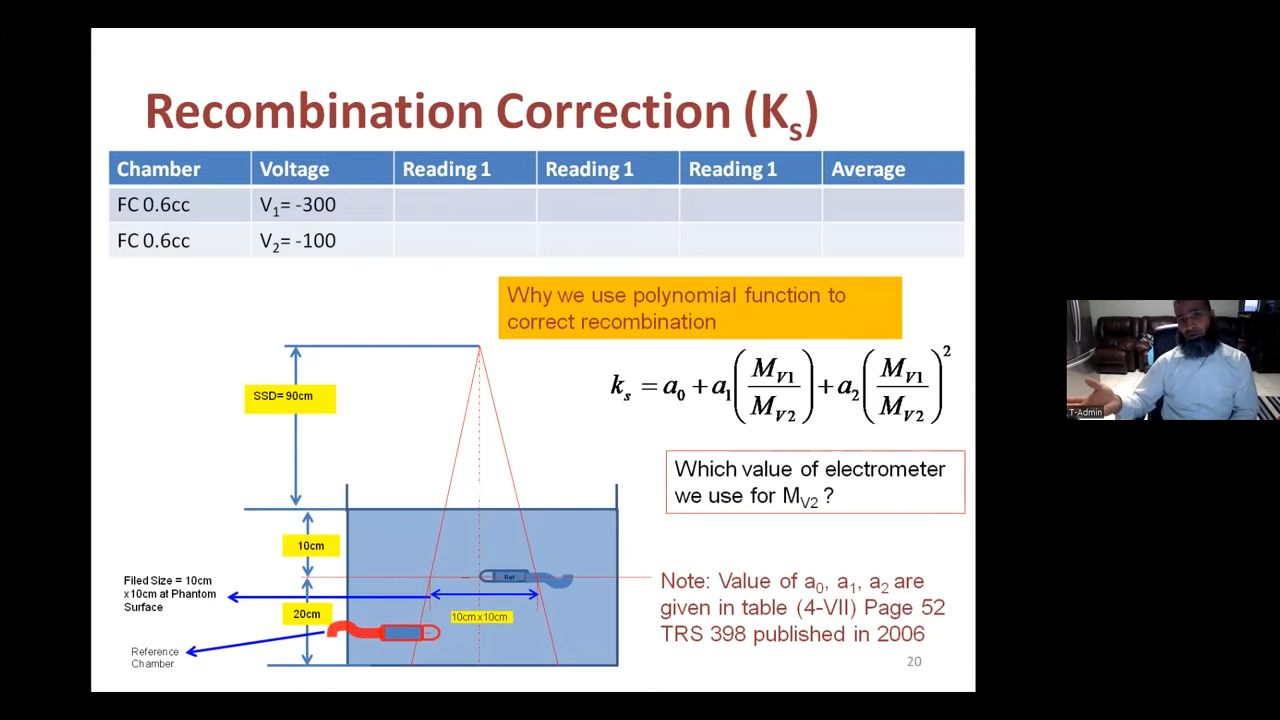 Recombination Correction (Ks)
Chamber Voltage Reading 1 Reading 1 Reading 1 Average
FC 0.6cc V1= -300
FC 0.6cc V2= -100
Why we use polynomial function to
correct recombination
ks = a0 + a1 (MV1 / MV2) + a2 (MV1 / MV2)2
SSD= 90cm
Which value of electrometer
we use for MV2 ?
10cm
Ref
Filed Size = 10cm
x10cm at Phantom
Surface
20cm
10cmx10cm
Reference
Chamber
Note: Value of a0, a1, a2 are
given in table (4-VII) Page 52
TRS 398 published in 2006
20
T-Admin